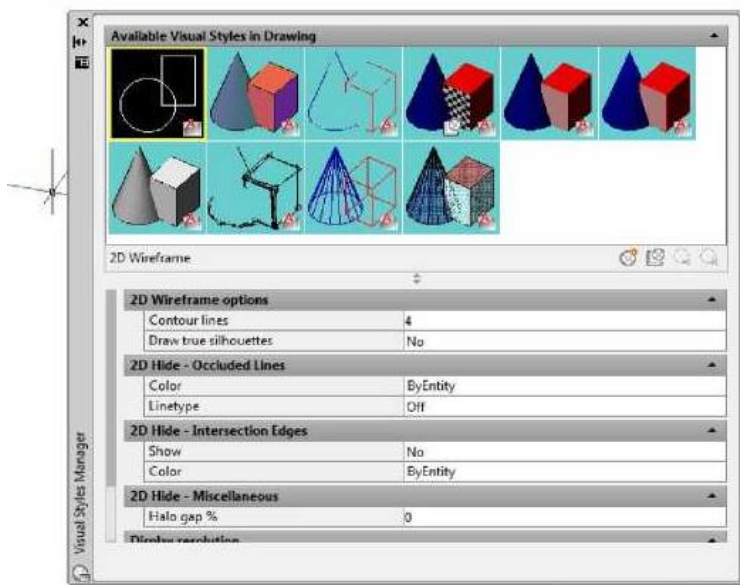 Available Visual Styles in Drawing
2D Wireframe
2D Wireframe options
Contour lines 4
Draw true silhouettes No
2D Hide - Occluded Lines
Color ByEntity
Linetype Off
2D Hide - Intersection Edges
Show No
Color ByEntity
2D Hide - Miscellaneous
Halo gap % 0
Display resolution
Visual Styles Manager